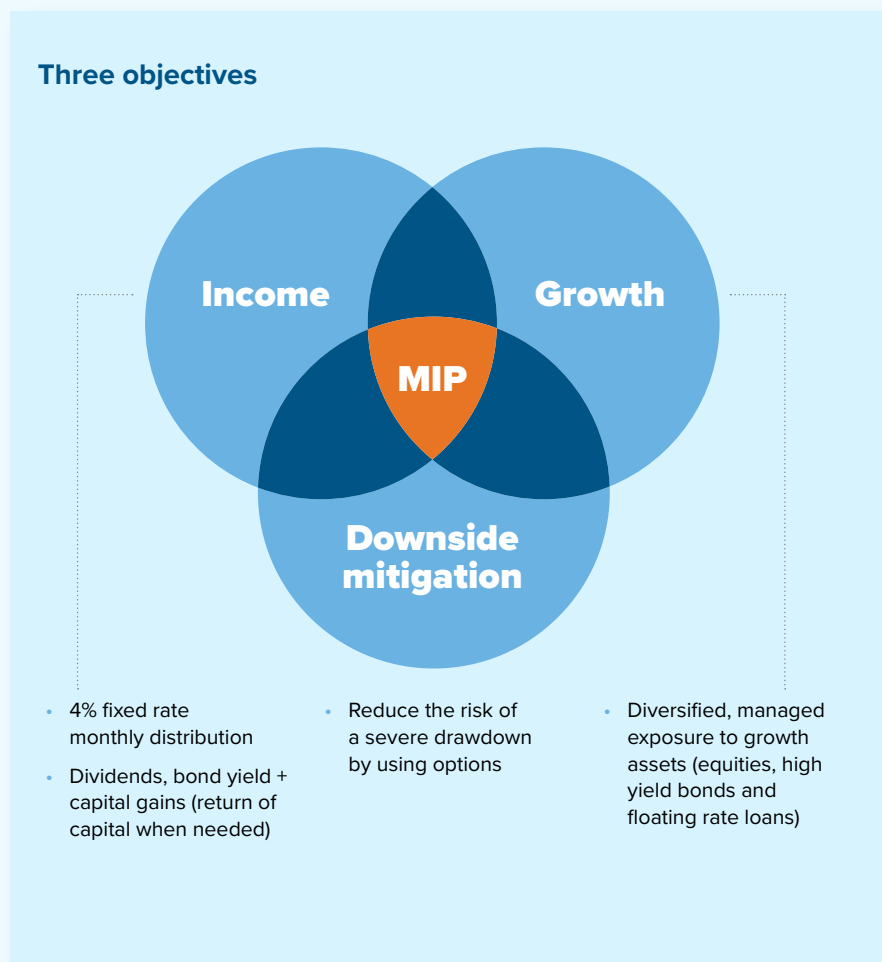 Three objectives
Income
Growth
MIP
Downside
mitigation
• 4% fixed rate
monthly distribution
• Dividends, bond yield +
capital gains (return of
capital when needed)
• Reduce the risk of
a severe drawdown
by using options
• Diversified, managed
exposure to growth
assets (equities, high
yield bonds and
floating rate loans)